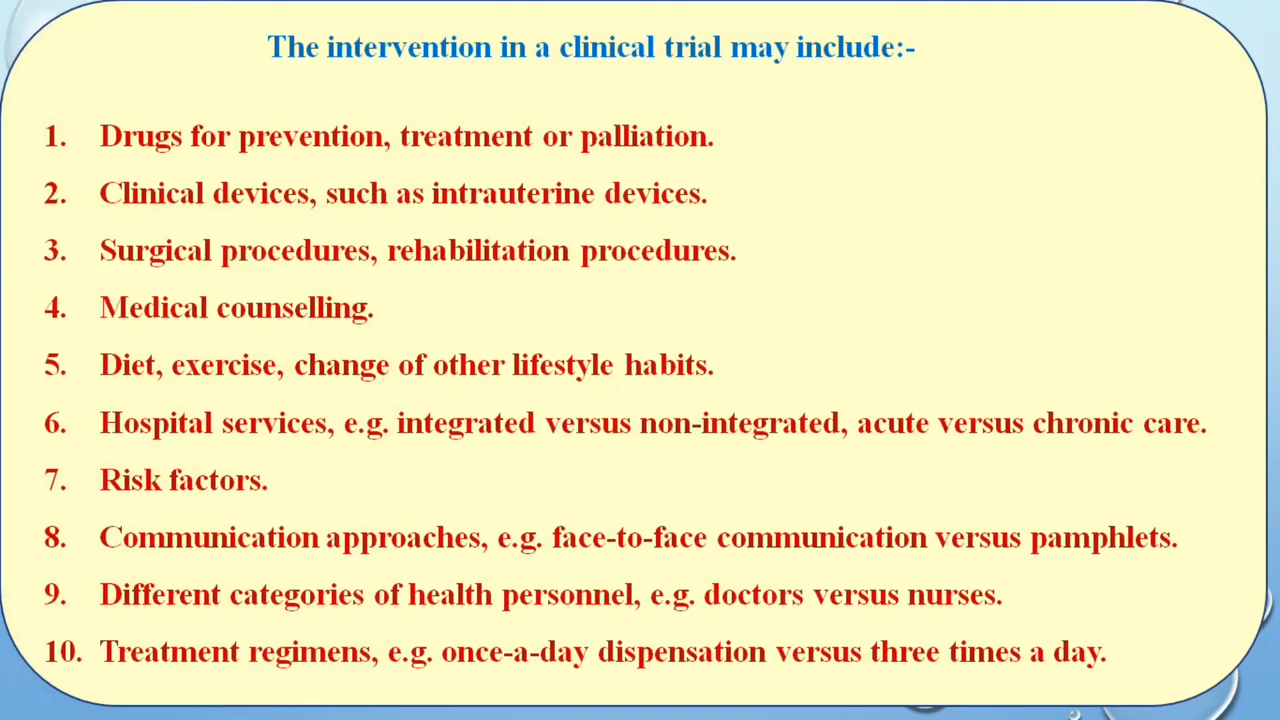 The intervention in a clinical trial may include:-
1. Drugs for prevention, treatment or palliation.
2. Clinical devices, such as intrauterine devices.
3. Surgical procedures, rehabilitation procedures.
4. Medical counselling.
5. Diet, exercise, change of other lifestyle habits.
6. Hospital services, e.g. integrated versus non-integrated, acute versus chronic care.
7. Risk factors.
8. Communication approaches, e.g. face-to-face communication versus pamphlets.
9. Different categories of health personnel, e.g. doctors versus nurses.
10. Treatment regimens, e.g. once-a-day dispensation versus three times a day.